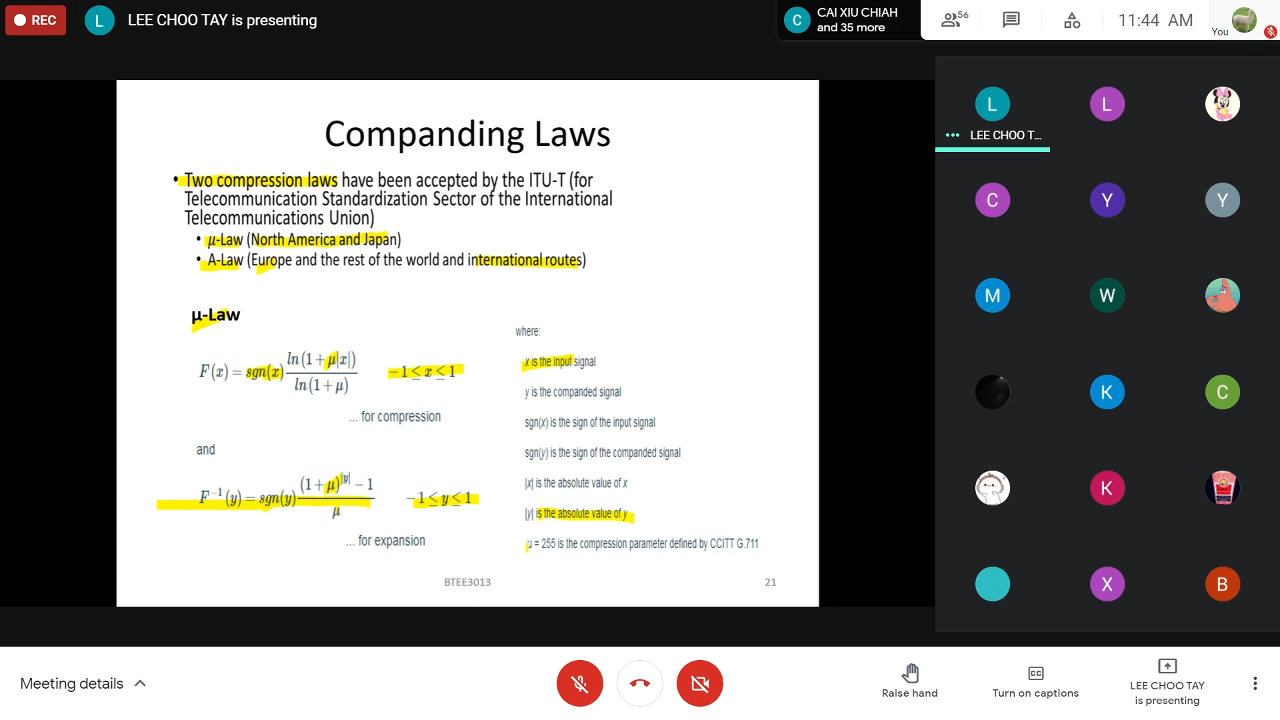 REC
L
LEE CHOO TAY is presenting
C
CAI XIU CHIAH
and 35 more
56
11:44 AM
You
Companding Laws
• Two compression laws have been accepted by the ITU-T (for
Telecommunication Standardization Sector of the International
Telecommunications Union)
• μ-Law (North America and Japan)
• A-Law (Europe and the rest of the world and international routes)
μ-Law
F(x) = sgn(x) ln(1+μ|x|) / ln(1+μ)    −1 ≤ x ≤ 1
... for compression
and
F⁻¹(y) = sgn(y) (1+μ)^|y| − 1 / μ    −1 ≤ y ≤ 1
... for expansion
where:
x is the input signal
y is the companded signal
sgn(x) is the sign of the input signal
sgn(y) is the sign of the companded signal
|x| is the absolute value of x
|y| is the absolute value of y
μ = 255 is the compression parameter defined by CCITT G.711
BTEE3013
21
L
LEE CHOO T...
L
C
Y
Y
M
W
K
C
K
X
B
Meeting details
Raise hand
CC
Turn on captions
LEE CHOO TAY
is presenting